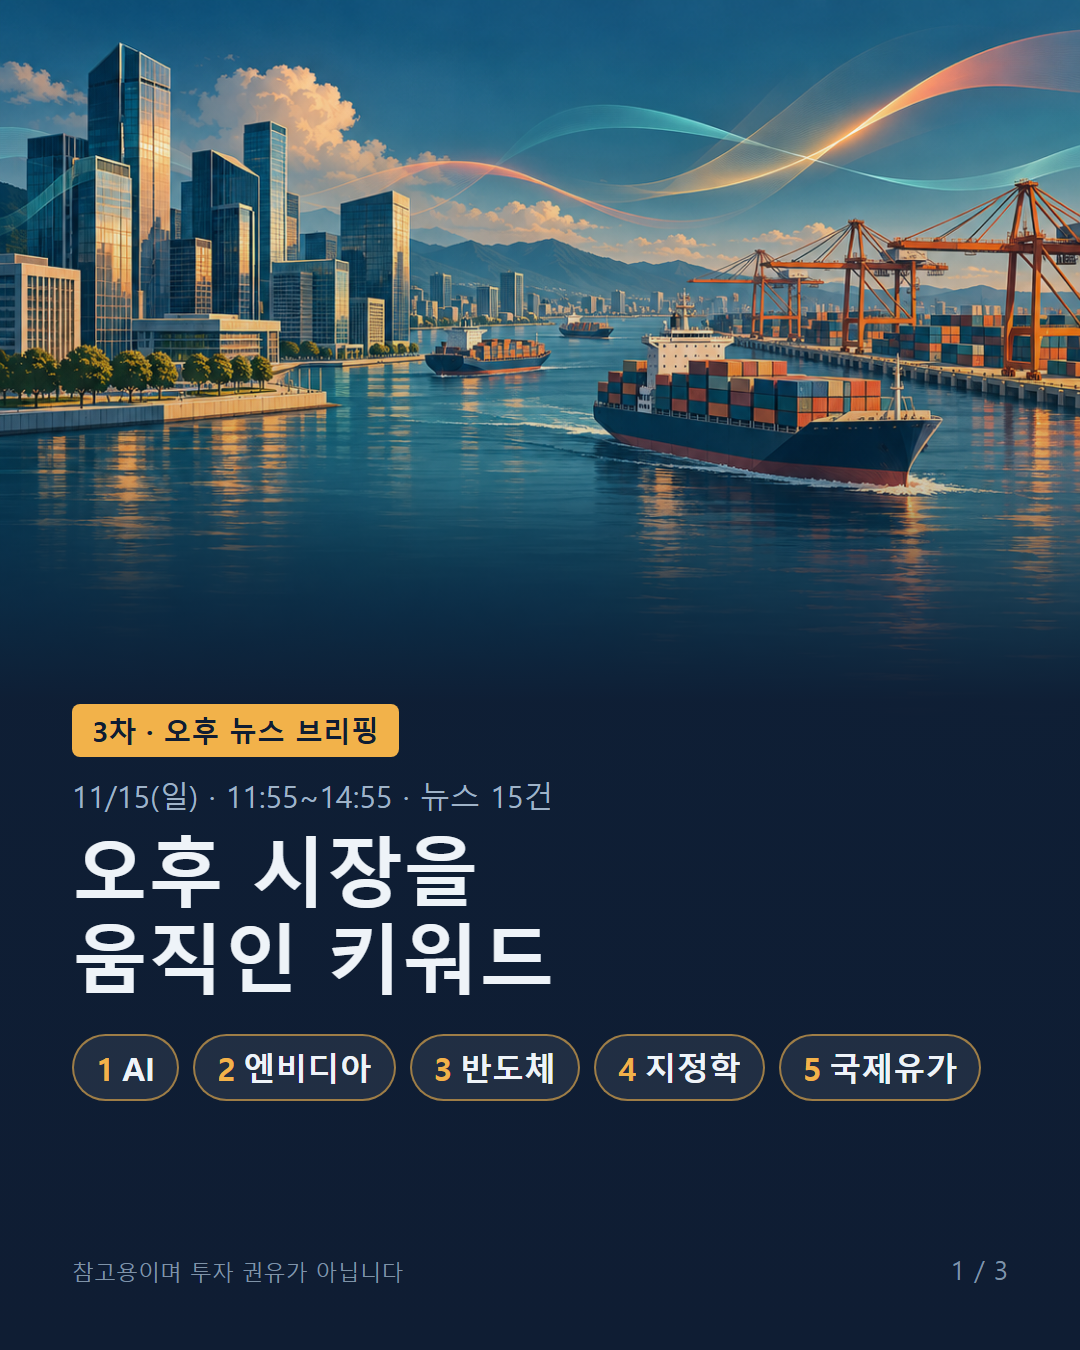 3차 · 오후 뉴스 브리핑
11/15(일) · 11:55~14:55 · 뉴스 15건
오후 시장을
움직인 키워드
1 AI 2 엔비디아 3 반도체 4 지정학 5 국제유가
참고용이며 투자 권유가 아닙니다 1 / 3